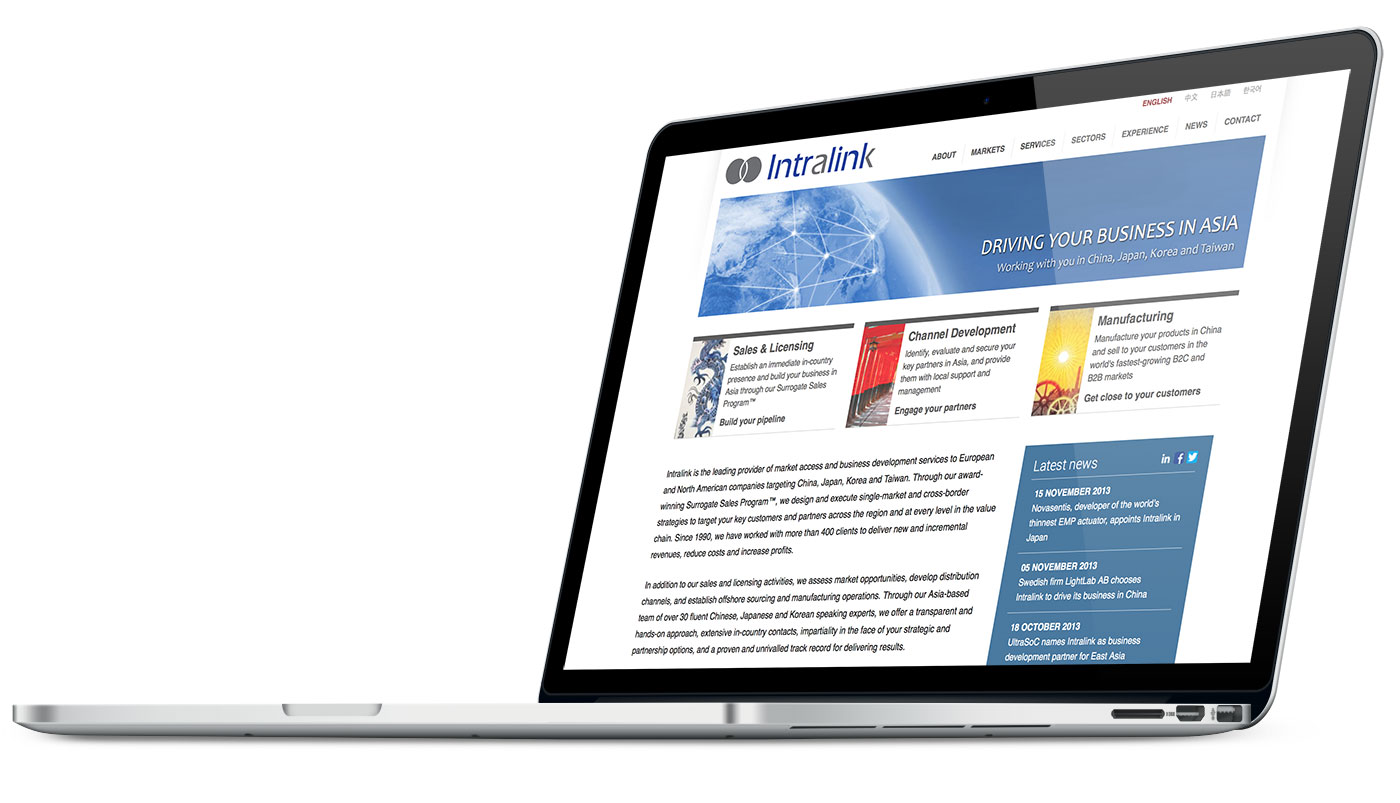 ENGLISH 中文 日本語 한국어
Intralink
ABOUT MARKETS SERVICES SECTORS EXPERIENCE NEWS CONTACT
DRIVING YOUR BUSINESS IN ASIA
Working with you in China, Japan, Korea and Taiwan
Sales & Licensing
Establish an immediate in-country
presence and build your business in
Asia through our Surrogate Sales
Program™
Build your pipeline
Channel Development
Identify, evaluate and secure your
key partners in Asia, and provide
them with local support and
management
Engage your partners
Manufacturing
Manufacture your products in China
and sell to your customers in the
world's fastest-growing B2C and
B2B markets
Get close to your customers
Intralink is the leading provider of market access and business development services to European
and North American companies targeting China, Japan, Korea and Taiwan. Through our award-
winning Surrogate Sales Program™, we design and execute single-market and cross-border
strategies to target your key customers and partners across the region and at every level in the value
chain. Since 1990, we have worked with more than 400 clients to deliver new and incremental
revenues, reduce costs and increase profits.
In addition to our sales and licensing activities, we assess market opportunities, develop distribution
channels, and establish offshore sourcing and manufacturing operations. Through our Asia-based
team of over 30 fluent Chinese, Japanese and Korean speaking experts, we offer a transparent and
hands-on approach, extensive in-country contacts, impartiality in the face of your strategic and
partnership options, and a proven and unrivalled track record for delivering results.
Latest news
in f
15 NOVEMBER 2013
Novasentis, developer of the world's
thinnest EMP actuator, appoints Intralink in
Japan
05 NOVEMBER 2013
Swedish firm LightLab AB chooses
Intralink to drive its business in China
18 OCTOBER 2013
UltraSoC names Intralink as business
development partner for East Asia